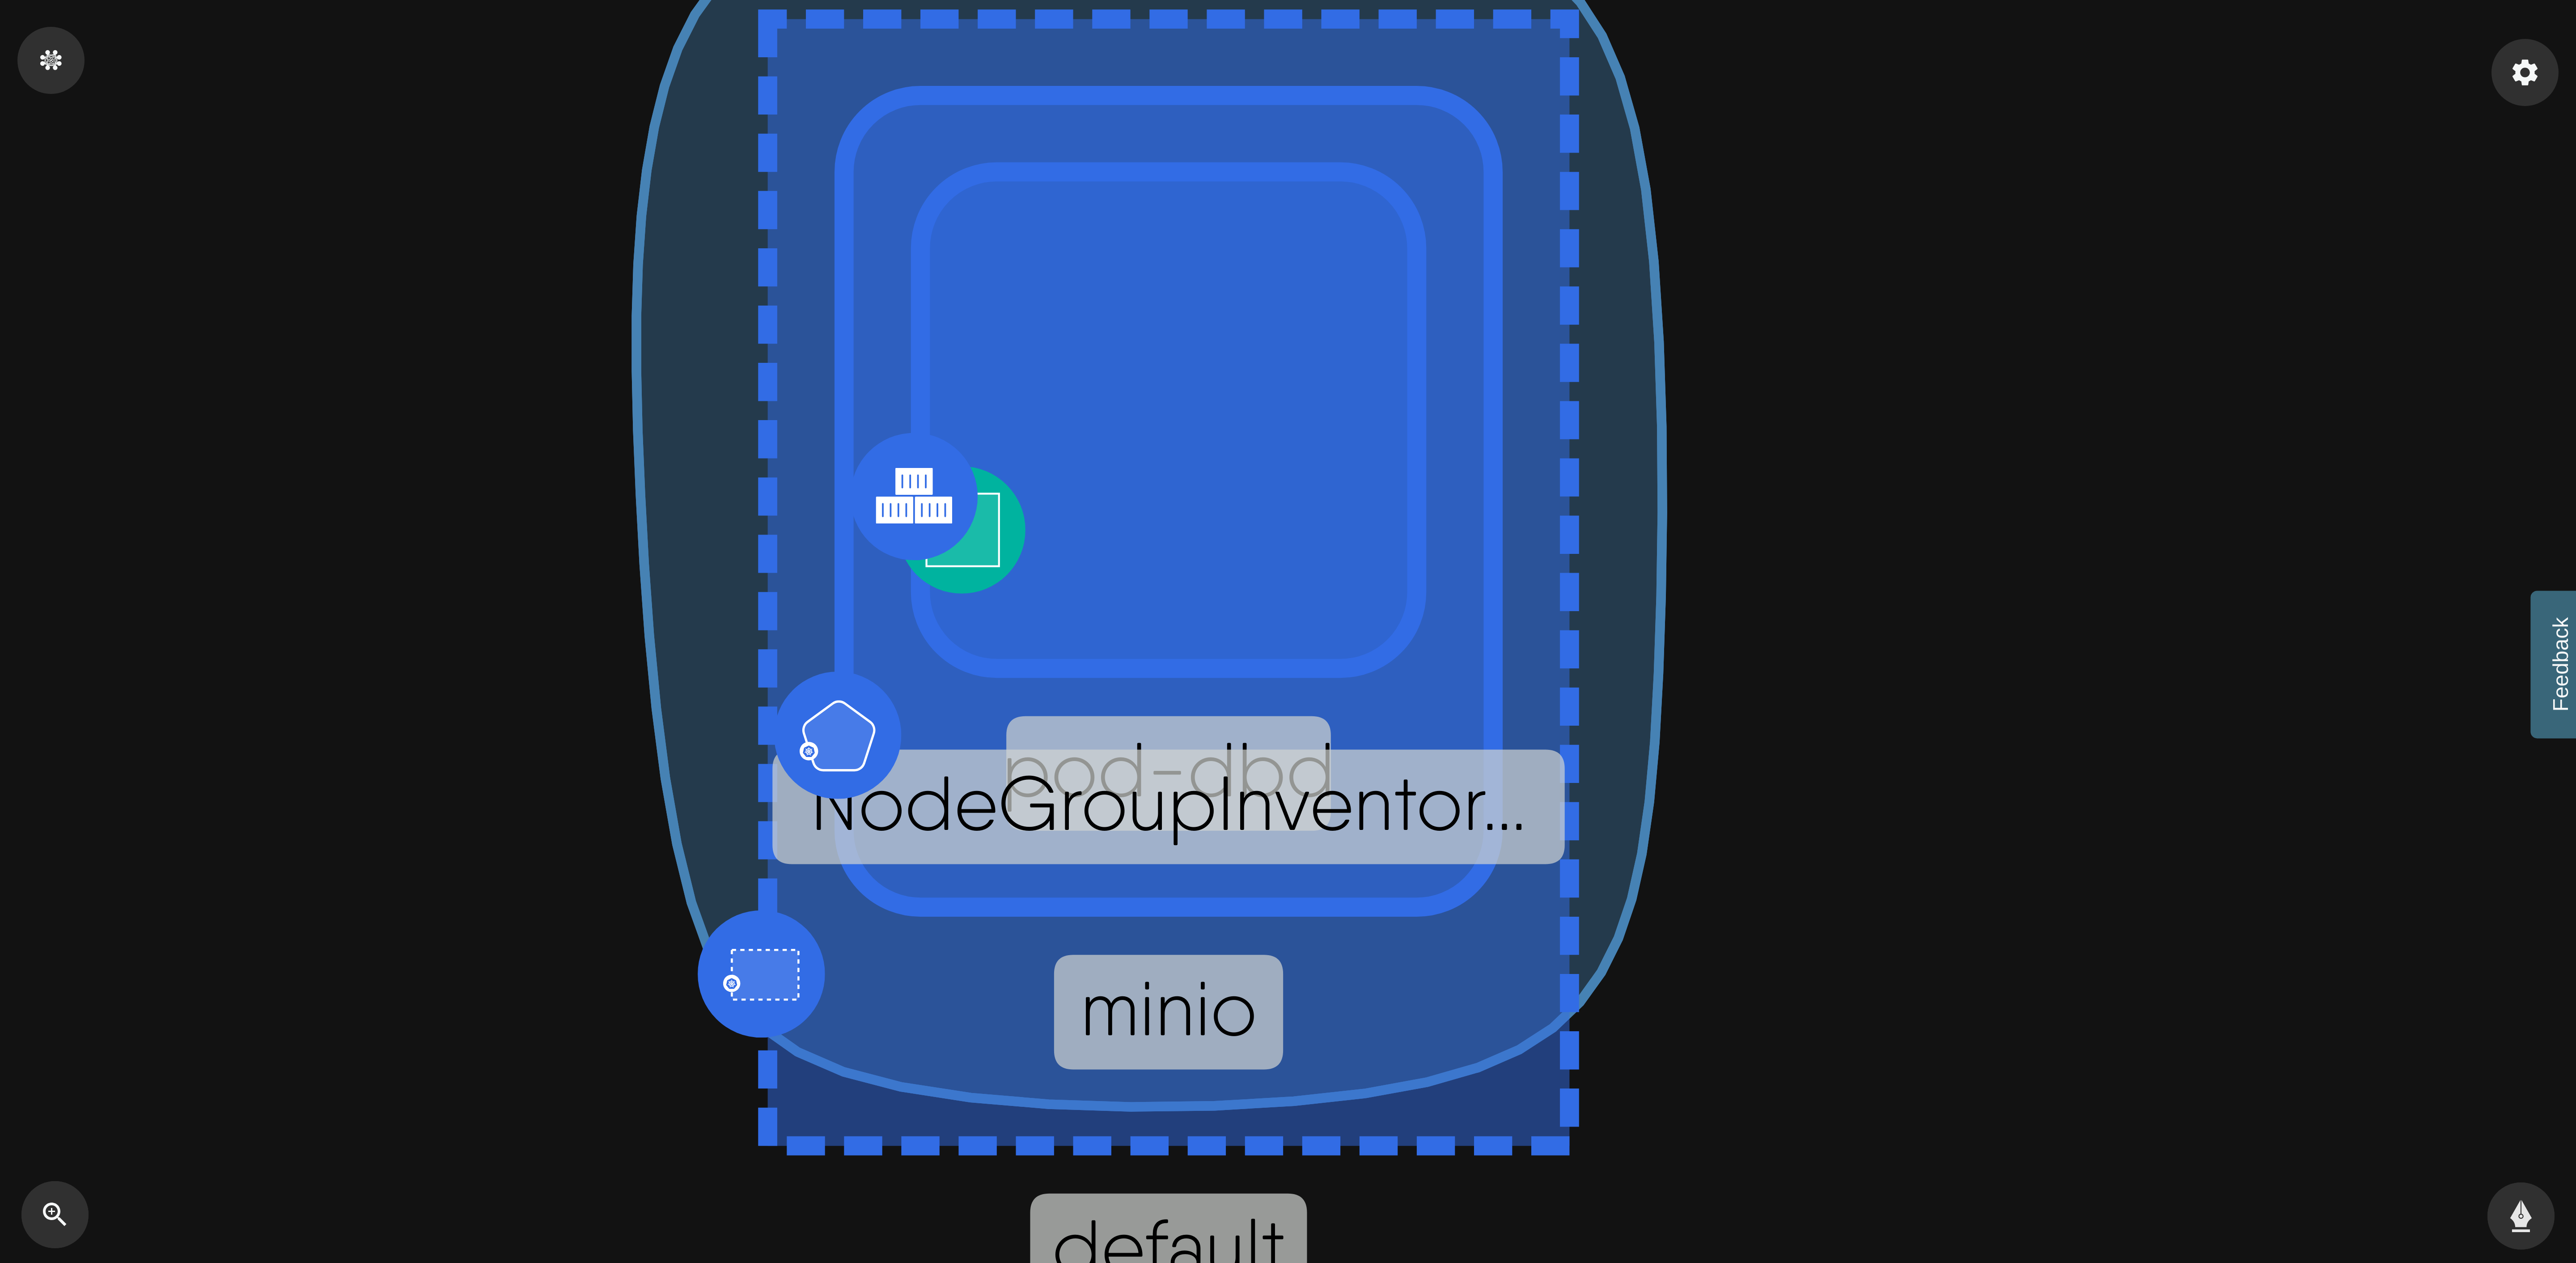 pod-dbd
NodeGroupInventor...
minio
default
Feedback